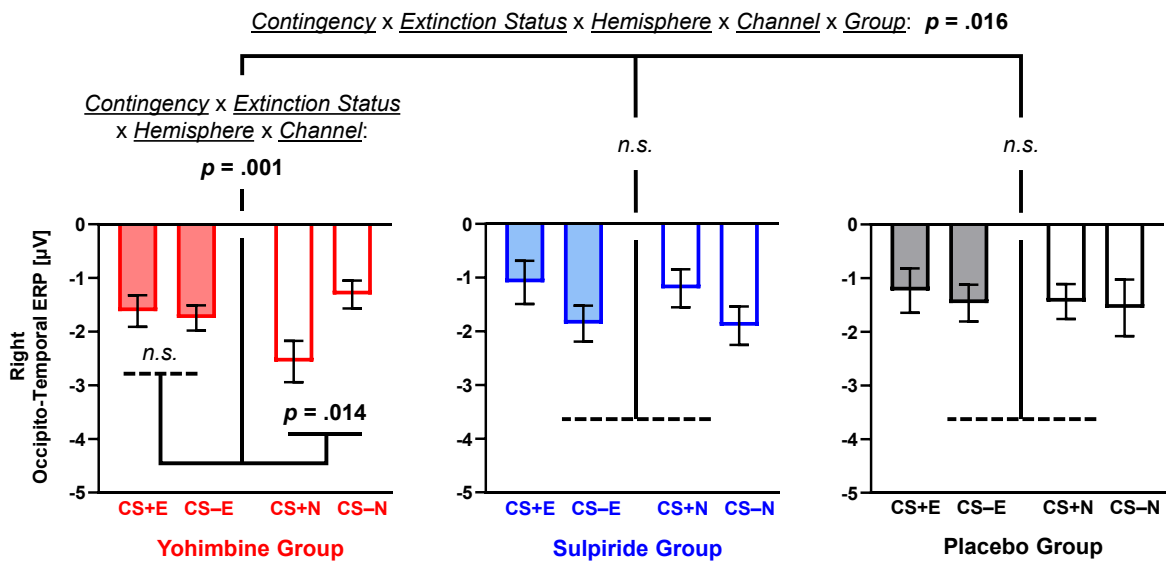 Contingency x Extinction Status x Hemisphere x Channel x Group: p = .016
Contingency x Extinction Status
x Hemisphere x Channel:
p = .001
n.s.
n.s.
Right
Occipito-Temporal ERP [µV]
0
-1
-2
-3
-4
-5
n.s.
p = .014
CS+E CS–E CS+N CS–N
Yohimbine Group
0
-1
-2
-3
-4
-5
CS+E CS–E CS+N CS–N
Sulpiride Group
0
-1
-2
-3
-4
-5
CS+E CS–E CS+N CS–N
Placebo Group